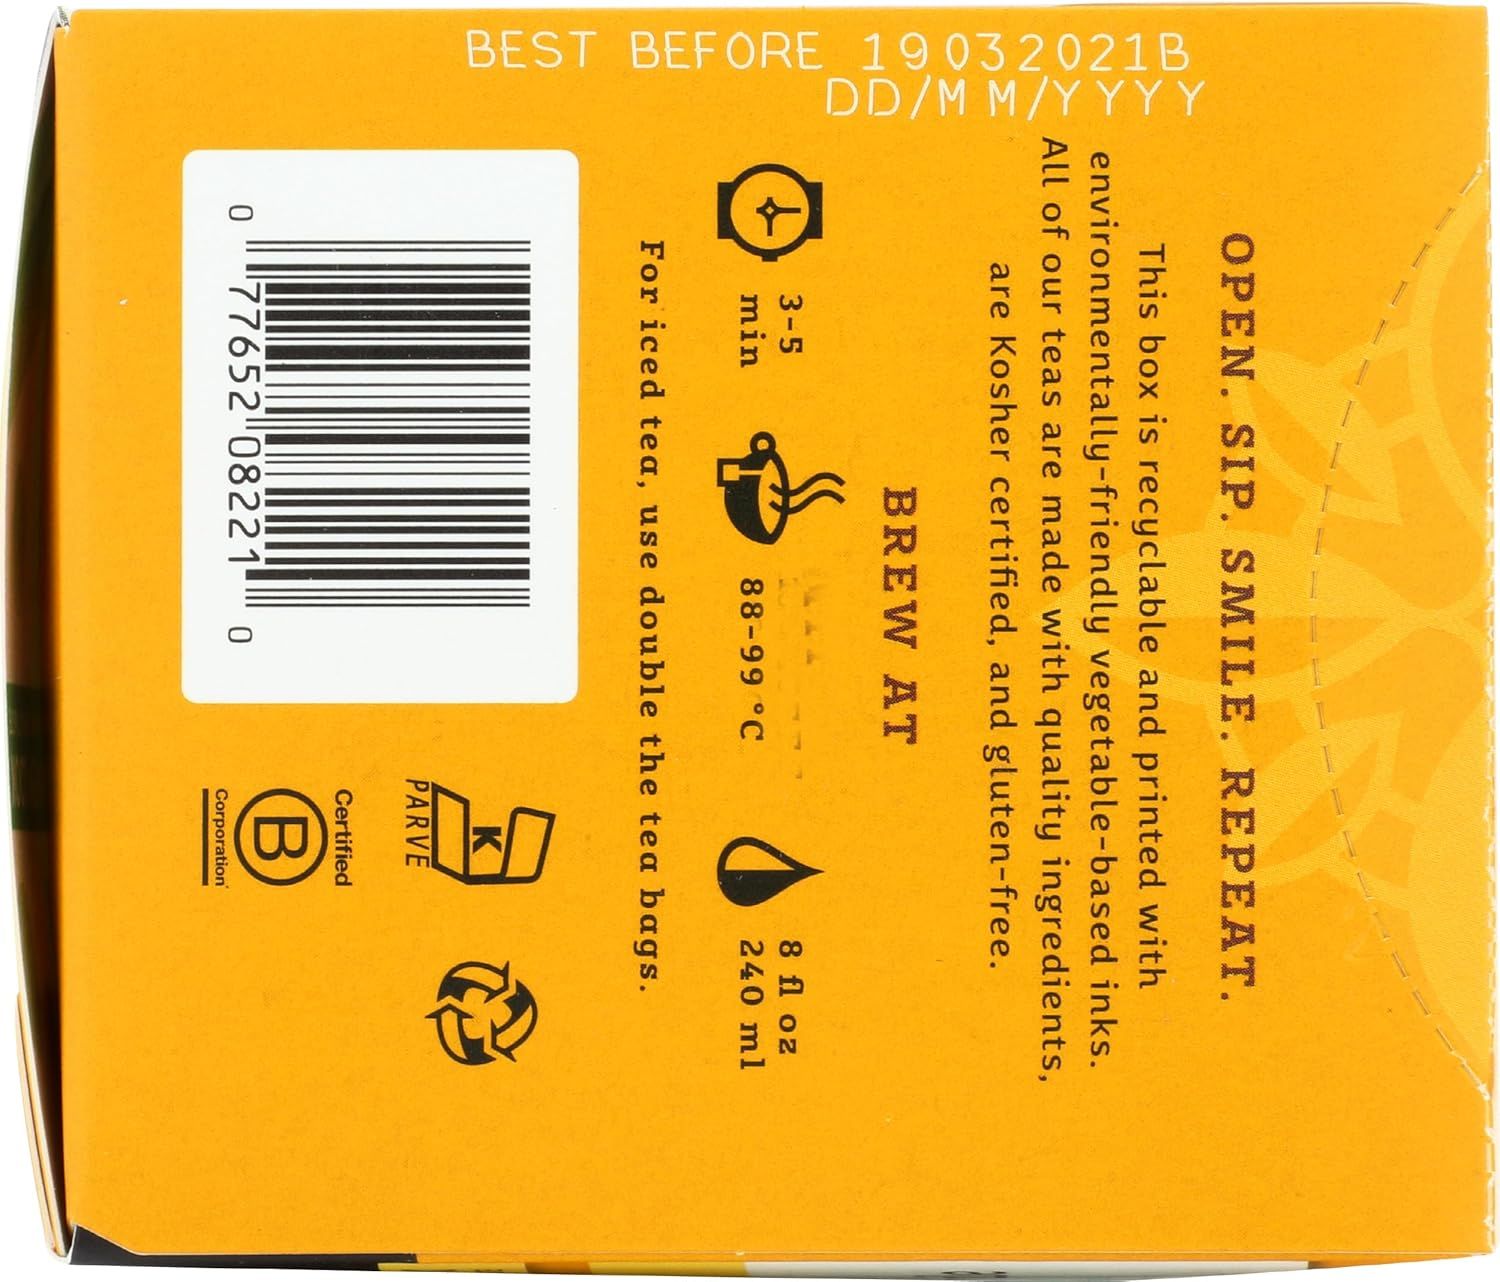 BEST BEFORE 19032021B
DD/MM/YYYY
OPEN. SIP. SMILE. REPEAT.
This box is recyclable and printed with
environmentally-friendly vegetable-based inks.
All of our teas are made with quality ingredients,
are Kosher certified, and gluten-free.
BREW AT
3-5
min
88-99 °C
8 fl oz
240 ml
For iced tea, use double the tea bags.
0 77652 08221 0
K
PARVE
Certified
B
Corporation